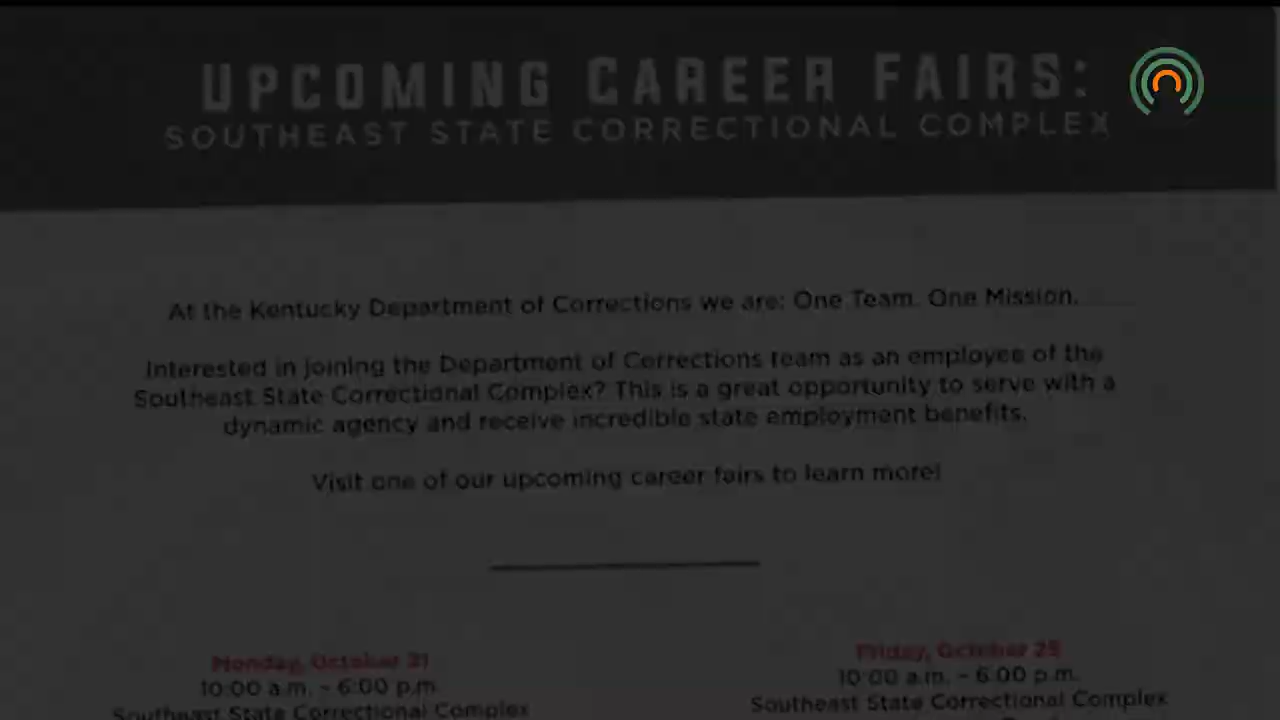 UPCOMING CAREER FAIRS:
SOUTHEAST STATE CORRECTIONAL COMPLEX
At the Kentucky Department of Corrections we are: One Team. One Mission.
Interested in joining the Department of Corrections team as an employee of the
Southeast State Correctional Complex? This is a great opportunity to serve with a
dynamic agency and receive incredible state employment benefits.
Visit one of our upcoming career fairs to learn more!
Monday, October 21
10:00 a.m. - 6:00 p.m.
Southeast State Correctional Complex
Friday, October 25
10:00 a.m. - 6:00 p.m.
Southeast State Correctional Complex